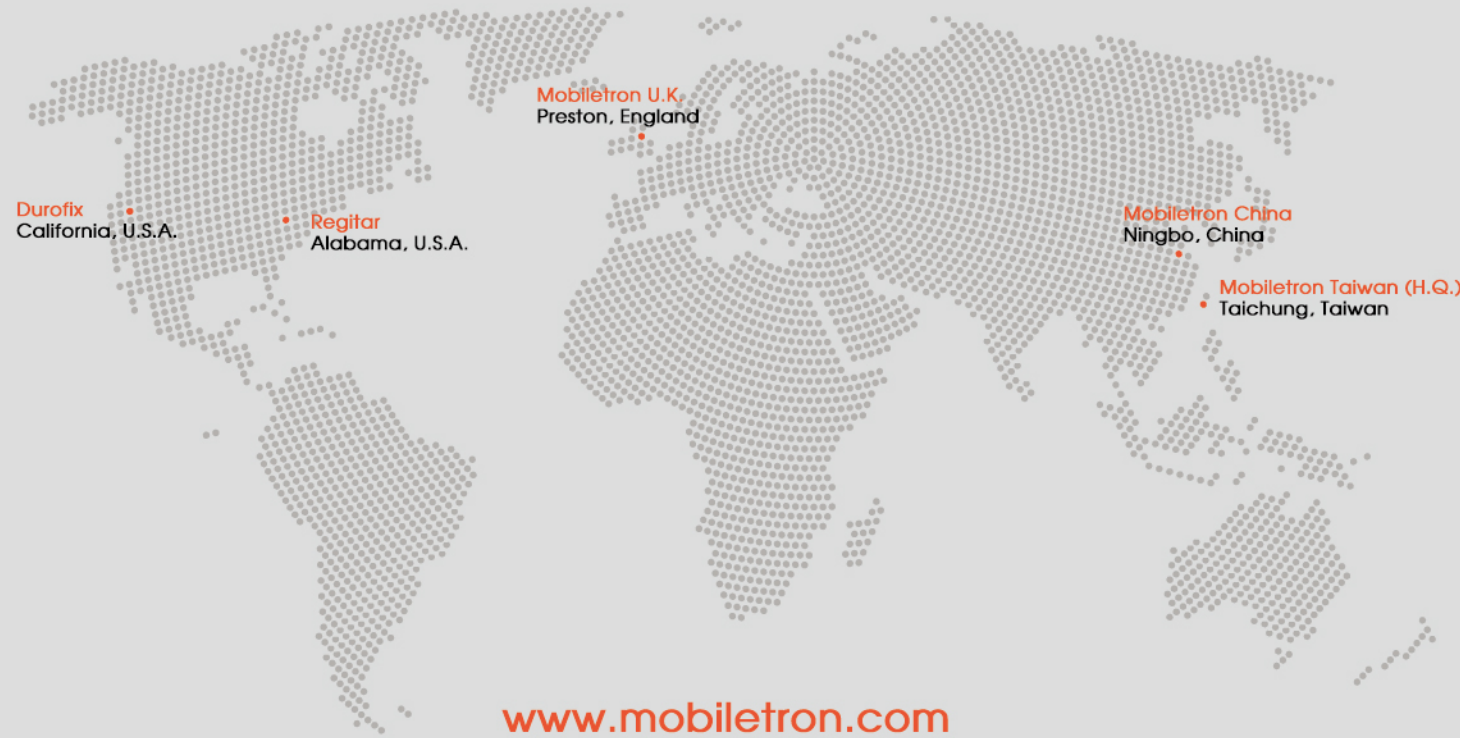 Mobiletron U.K.
Preston, England
Durofix
California, U.S.A.
Regitar
Alabama, U.S.A.
Mobiletron China
Ningbo, China
Mobiletron Taiwan (H.Q.)
Taichung, Taiwan
www.mobiletron.com